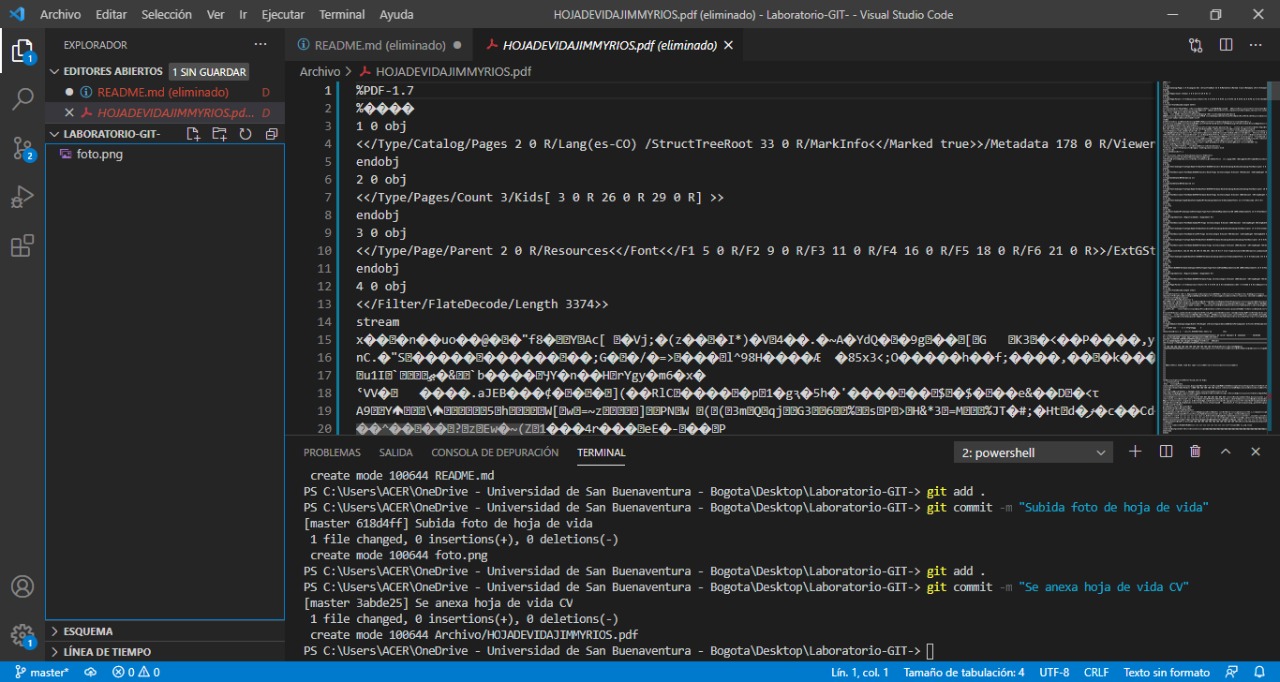 Archivo Editar Selección Ver Ir Ejecutar Terminal Ayuda HOJADEVIDAJIMMYRIOS.pdf (eliminado) - Laboratorio-GIT- - Visual Studio Code
EXPLORADOR
README.md (eliminado)
HOJADEVIDAJIMMYRIOS.pdf (eliminado)
EDITORES ABIERTOS 1 SIN GUARDAR
README.md (eliminado) D
HOJADEVIDAJIMMYRIOS.pd... D
LABORATORIO-GIT-
foto.png
ESQUEMA
LÍNEA DE TIEMPO
1
2
1
Archivo > HOJADEVIDAJIMMYRIOS.pdf
1 %PDF-1.7
2 %����
3 1 0 obj
4 <</Type/Catalog/Pages 2 0 R/Lang(es-CO) /StructTreeRoot 33 0 R/MarkInfo<</Marked true>>/Metadata 178 0 R/Viewer
5 endobj
6 2 0 obj
7 <</Type/Pages/Count 3/Kids[ 3 0 R 26 0 R 29 0 R] >>
8 endobj
9 3 0 obj
10 <</Type/Page/Parent 2 0 R/Resources<</Font<</F1 5 0 R/F2 9 0 R/F3 11 0 R/F4 16 0 R/F5 18 0 R/F6 21 0 R>>/ExtGSt
11 endobj
12 4 0 obj
13 <</Filter/FlateDecode/Length 3374>>
14 stream
15
16
17
18
19
20
PROBLEMAS SALIDA CONSOLA DE DEPURACIÓN TERMINAL 2: powershell
create mode 100644 README.md
PS C:\Users\ACER\OneDrive - Universidad de San Buenaventura - Bogota\Desktop\Laboratorio-GIT-> git add .
PS C:\Users\ACER\OneDrive - Universidad de San Buenaventura - Bogota\Desktop\Laboratorio-GIT-> git commit -m "Subida foto de hoja de vida"
[master 618d4ff] Subida foto de hoja de vida
1 file changed, 0 insertions(+), 0 deletions(-)
create mode 100644 foto.png
PS C:\Users\ACER\OneDrive - Universidad de San Buenaventura - Bogota\Desktop\Laboratorio-GIT-> git add .
PS C:\Users\ACER\OneDrive - Universidad de San Buenaventura - Bogota\Desktop\Laboratorio-GIT-> git commit -m "Se anexa hoja de vida CV"
[master 3abde25] Se anexa hoja de vida CV
1 file changed, 0 insertions(+), 0 deletions(-)
create mode 100644 Archivo/HOJADEVIDAJIMMYRIOS.pdf
PS C:\Users\ACER\OneDrive - Universidad de San Buenaventura - Bogota\Desktop\Laboratorio-GIT->
master* 0 0 Lín. 1, col. 1 Tamaño de tabulación: 4 UTF-8 CRLF Texto sin formato